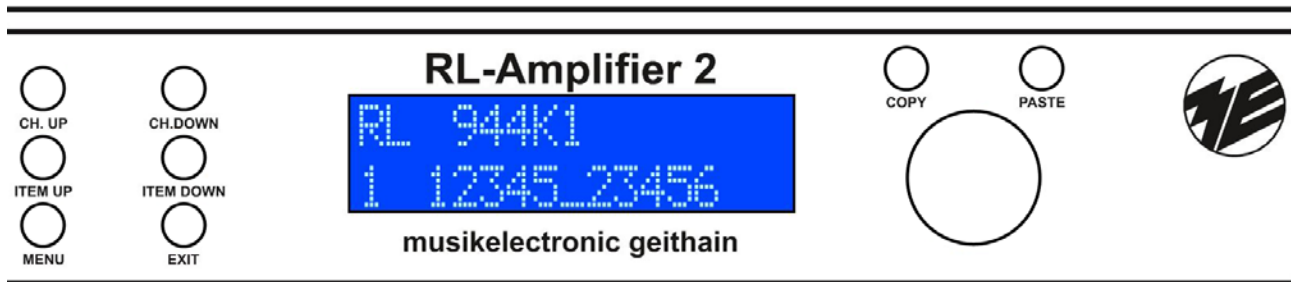 RL-Amplifier 2
RL 944K1
1 12345_23456
musikelectronic geithain
CH. UP
CH.DOWN
ITEM UP
ITEM DOWN
MENU
EXIT
COPY
PASTE
ME